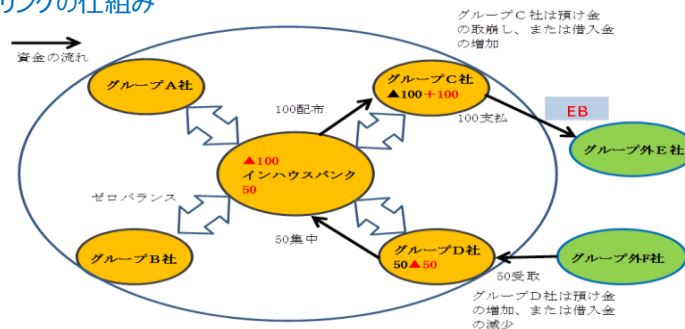 リングの仕組み
グループC社は預け金
の取崩し、または借入金
の増加
資金の流れ
グループA社
グループC社
▲100+100
100配布
100支払
EB
グループ外E社
▲100
インハウスバンク
50
ゼロバランス
50集中
グループB社
グループD社
50▲50
グループ外F社
50受取
グループD社は預け金
の増加、または借入金
の減少